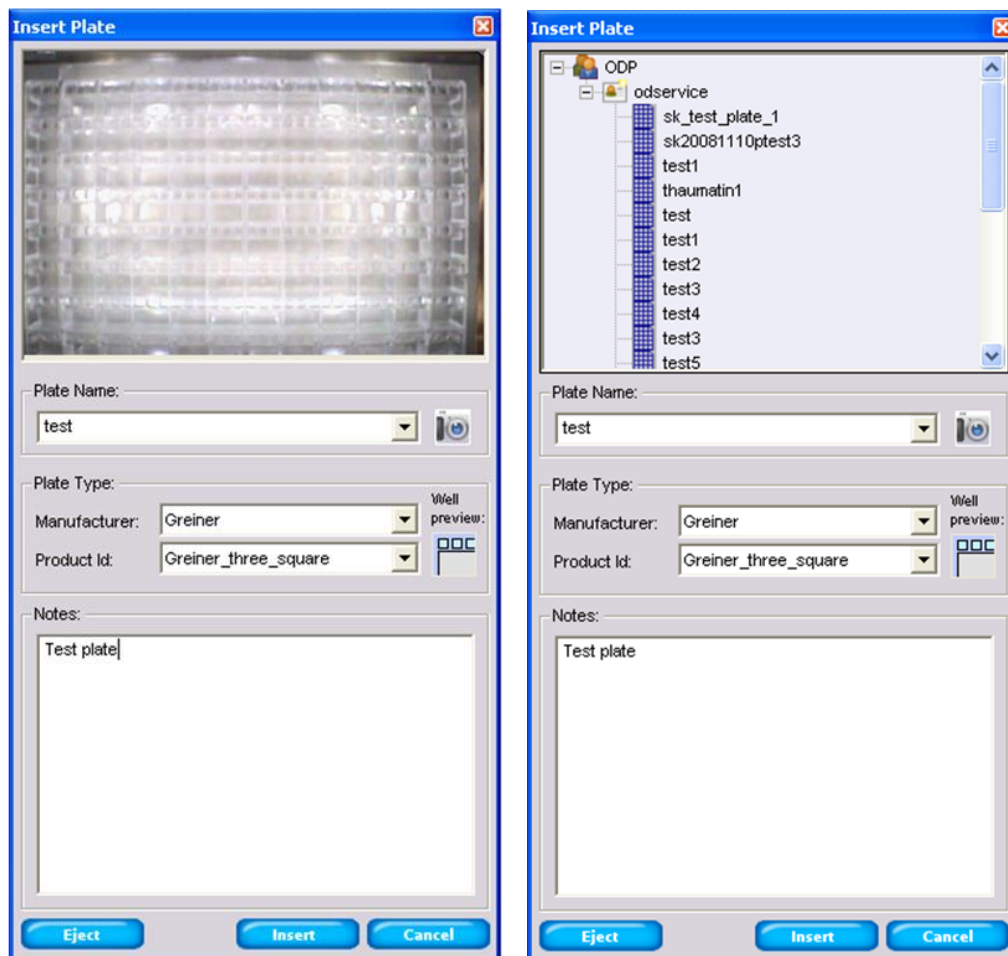 Insert Plate
Plate Name:
test
Plate Type:
Manufacturer:
Greiner
Well
preview:
Product Id:
Greiner_three_square
Notes:
Test plate
Eject
Insert
Cancel
Insert Plate
ODP
odservice
sk_test_plate_1
sk20081110ptest3
test1
thaumatin1
test
test1
test2
test3
test4
test3
test5
Plate Name:
test
Plate Type:
Manufacturer:
Greiner
Well
preview:
Product Id:
Greiner_three_square
Notes:
Test plate
Eject
Insert
Cancel